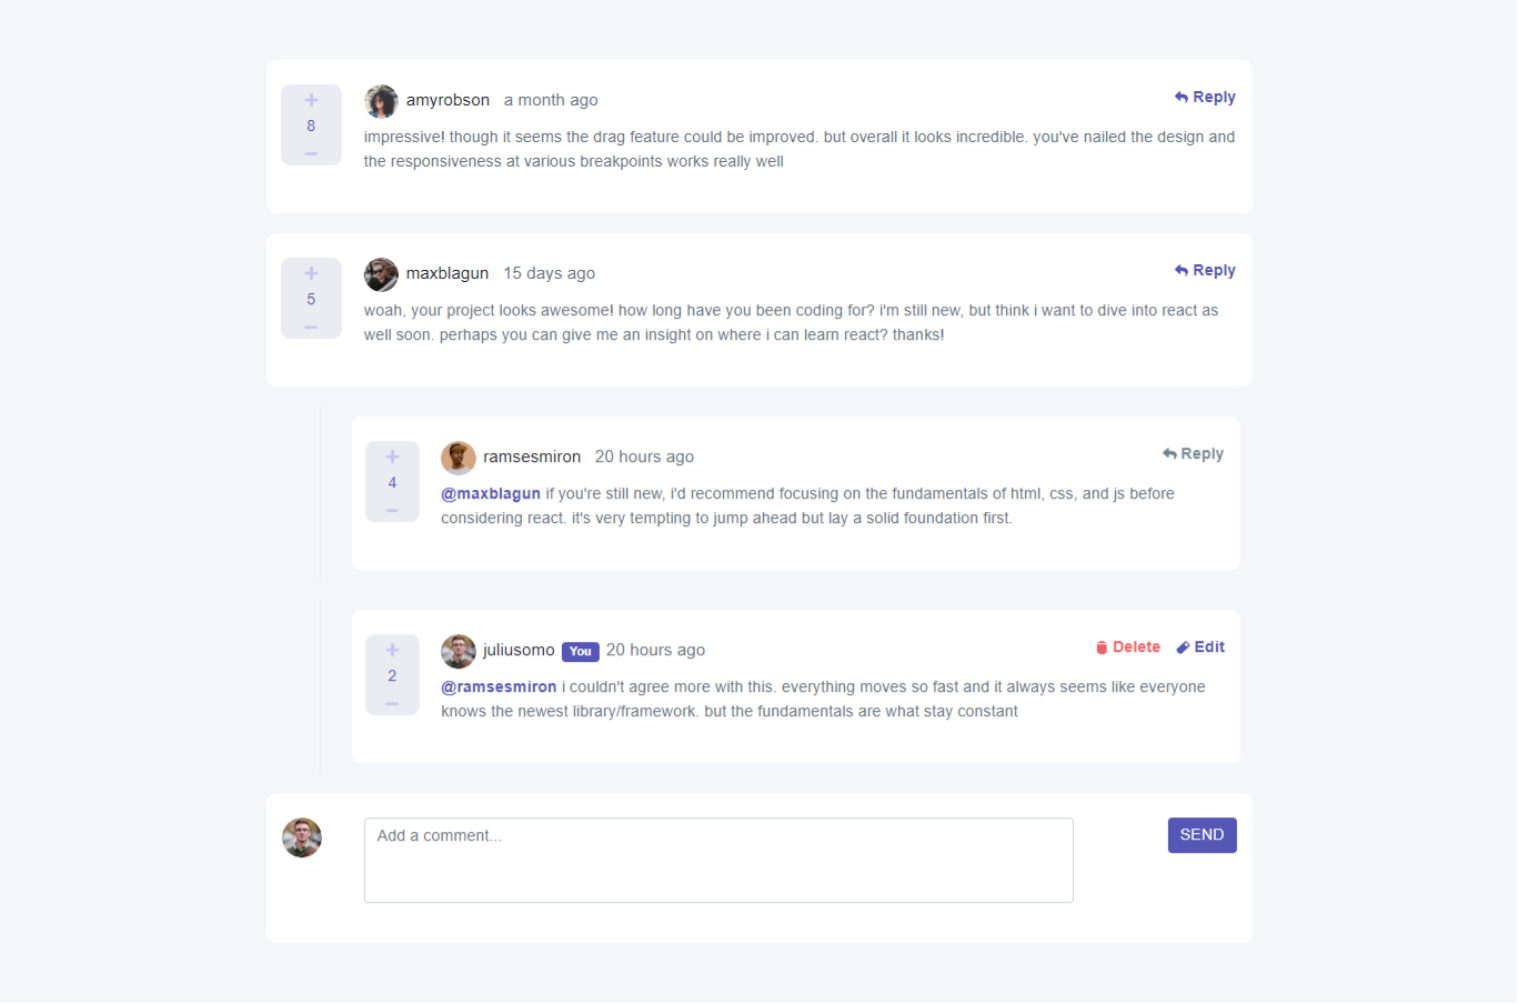 +
8
−
amyrobson a month ago
Reply
impressive! though it seems the drag feature could be improved. but overall it looks incredible. you've nailed the design and
the responsiveness at various breakpoints works really well
+
5
−
maxblagun 15 days ago
Reply
woah, your project looks awesome! how long have you been coding for? i'm still new, but think i want to dive into react as
well soon. perhaps you can give me an insight on where i can learn react? thanks!
+
4
−
ramsesmiron 20 hours ago
Reply
@maxblagun if you're still new, i'd recommend focusing on the fundamentals of html, css, and js before
considering react. it's very tempting to jump ahead but lay a solid foundation first.
+
2
−
juliusomo You 20 hours ago
Delete Edit
@ramsesmiron i couldn't agree more with this. everything moves so fast and it always seems like everyone
knows the newest library/framework. but the fundamentals are what stay constant
Add a comment...
SEND